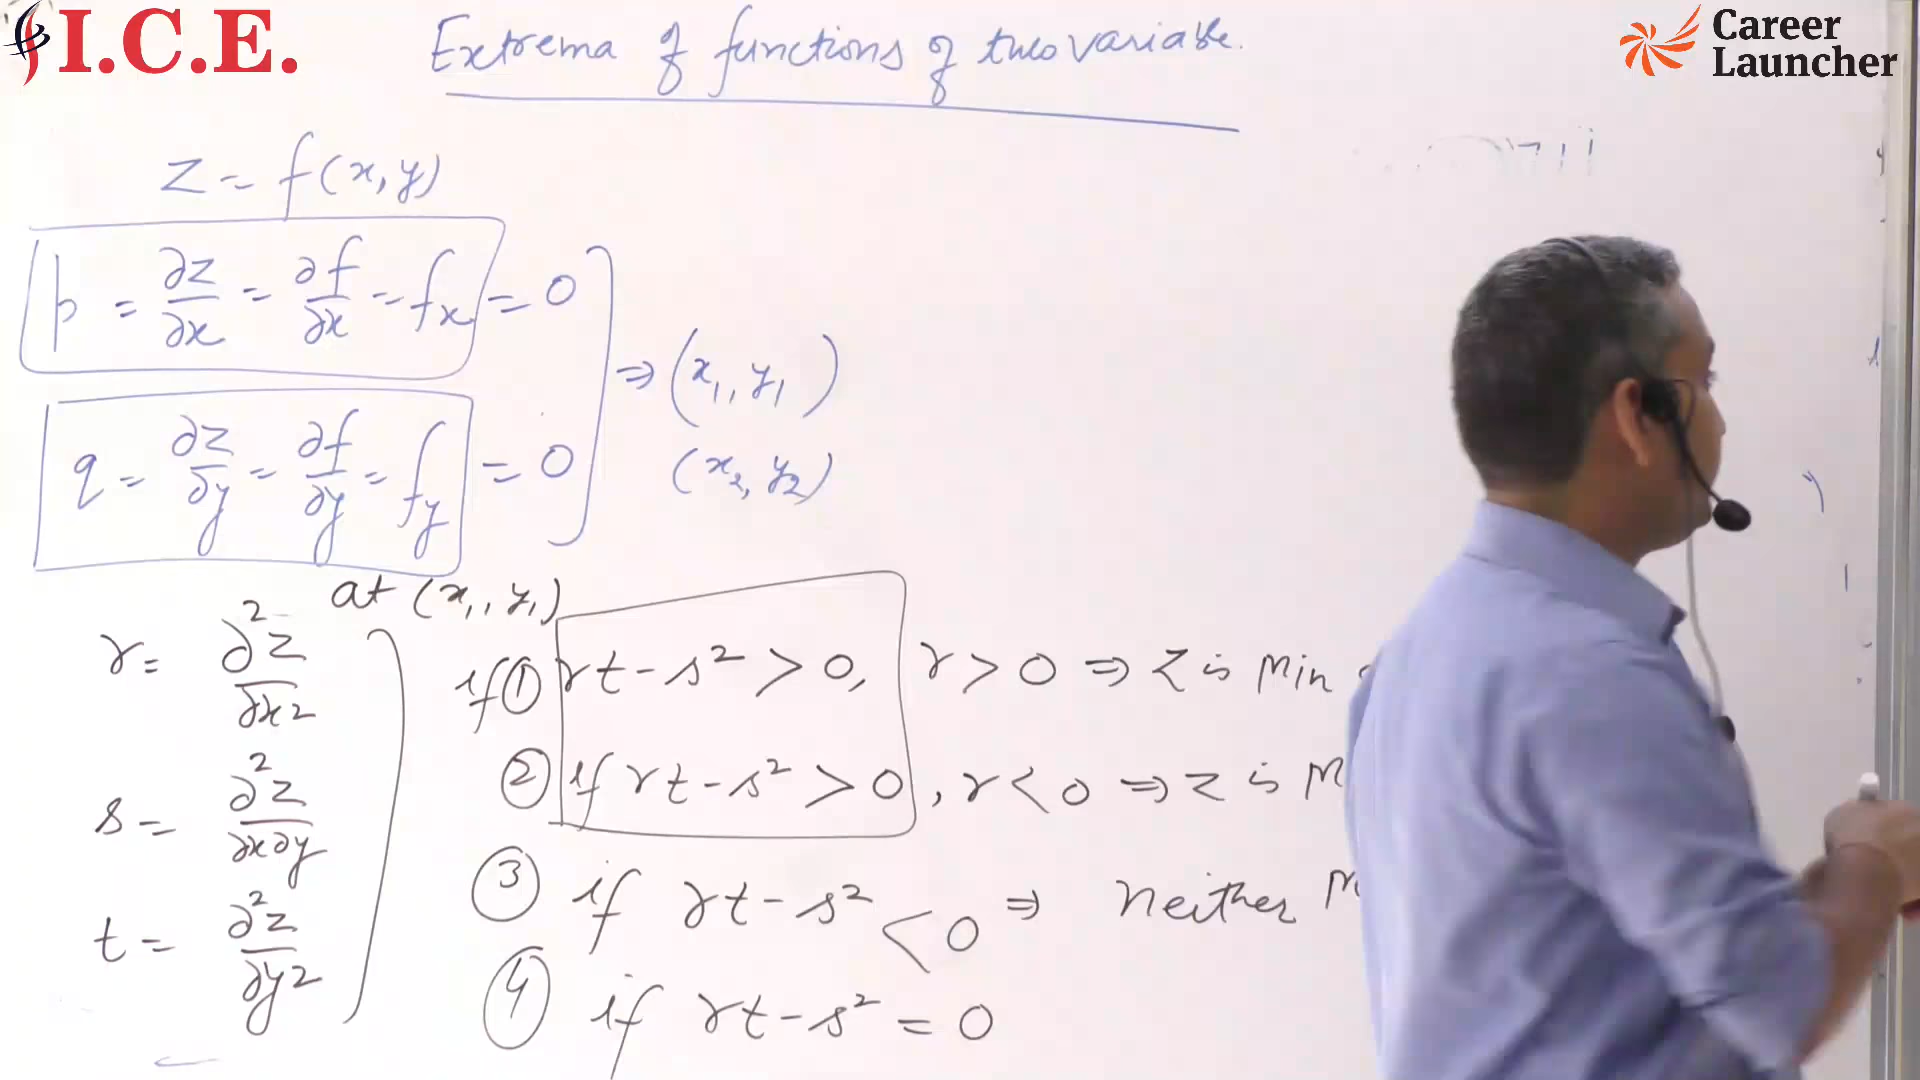 I.C.E.
Career
Launcher
Extrema of functions of two variable.
z = f(x,y)
p = ∂z/∂x = ∂f/∂x = fx = 0
⇒ (x₁, y₁)
q = ∂z/∂y = ∂f/∂y = fy = 0
(x₂, y₂)
at (x₁, y₁)
r = ∂²z/∂x²
s = ∂²z/∂x∂y
t = ∂²z/∂y²
if ① rt - s² > 0, r > 0 ⇒ z is Min
② if rt - s² > 0, r < 0 ⇒ z is M
③ if rt - s² < 0 ⇒ neither M
④ if rt - s² = 0